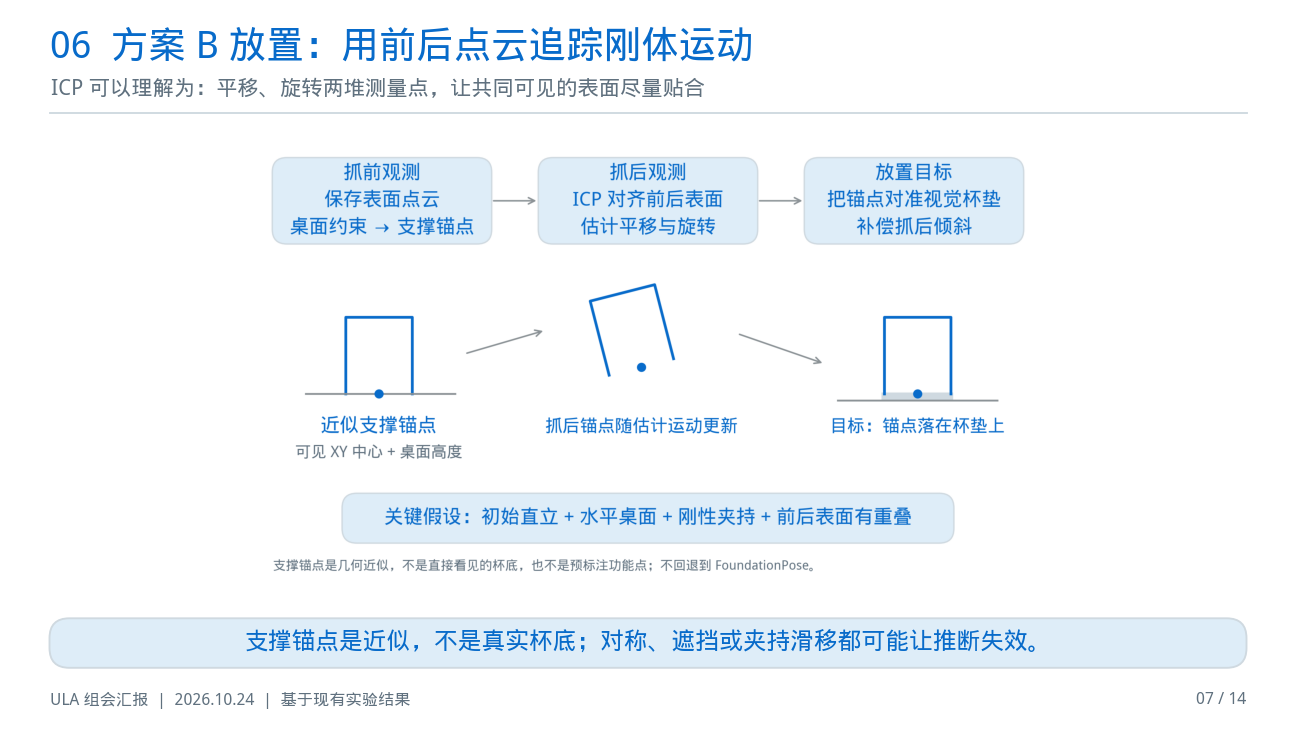 06 方案 B 放置：用前后点云追踪刚体运动
ICP 可以理解为：平移、旋转两堆测量点，让共同可见的表面尽量贴合
抓前观测
保存表面点云
桌面约束 → 支撑锚点
抓后观测
ICP 对齐前后表面
估计平移与旋转
放置目标
把锚点对准视觉杯垫
补偿抓后倾斜
近似支撑锚点
可见 XY 中心 + 桌面高度
抓后锚点随估计运动更新
目标：锚点落在杯垫上
关键假设：初始直立 + 水平桌面 + 刚性夹持 + 前后表面有重叠
支撑锚点是几何近似，不是直接看见的杯底，也不是预标注功能点；不回退到 FoundationPose。
支撑锚点是近似，不是真实杯底；对称、遮挡或夹持滑移都可能让推断失效。
ULA 组会汇报 | 2026.10.24 | 基于现有实验结果
07 / 14